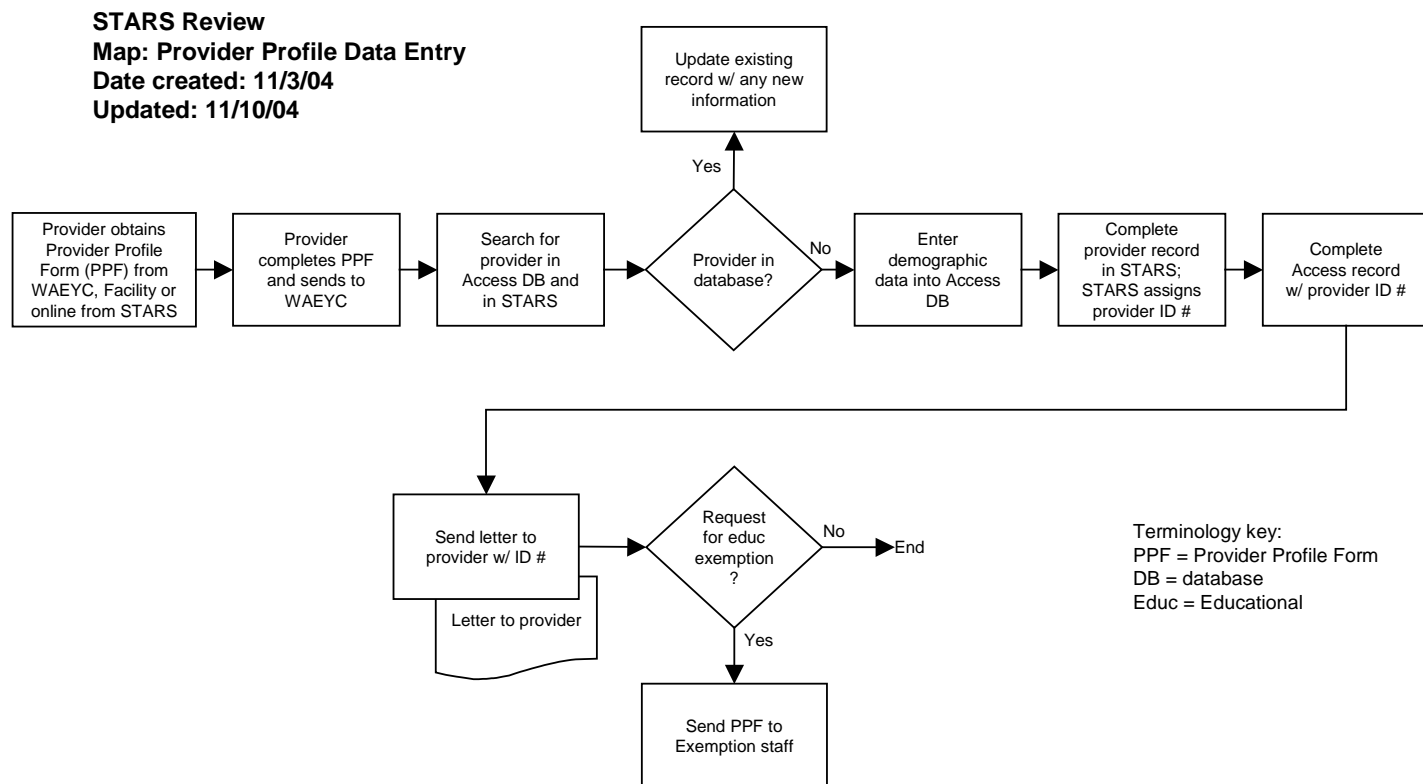 STARS Review
Map: Provider Profile Data Entry
Date created: 11/3/04
Updated: 11/10/04
Update existing
record w/ any new
information
Yes
Provider obtains
Provider Profile
Form (PPF) from
WAEYC, Facility or
online from STARS
Provider
completes PPF
and sends to
WAEYC
Search for
provider in
Access DB and
in STARS
Provider in
database?
No
Enter
demographic
data into Access
DB
Complete
provider record
in STARS;
STARS assigns
provider ID #
Complete
Access record
w/ provider ID #
Send letter to
provider w/ ID #
Letter to provider
Request
for educ
exemption
?
No
End
Yes
Send PPF to
Exemption staff
Terminology key:
PPF = Provider Profile Form
DB = database
Educ = Educational